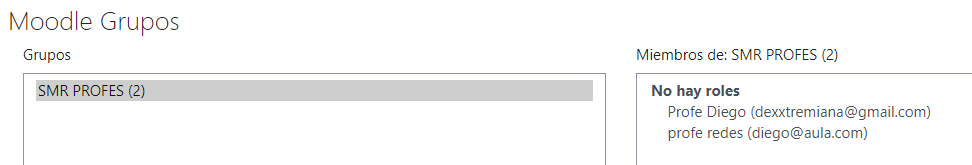 Moodle Grupos
Grupos
SMR PROFES (2)
Miembros de: SMR PROFES (2)
No hay roles
Profe Diego (dexxtremiana@gmail.com)
profe redes (diego@aula.com)